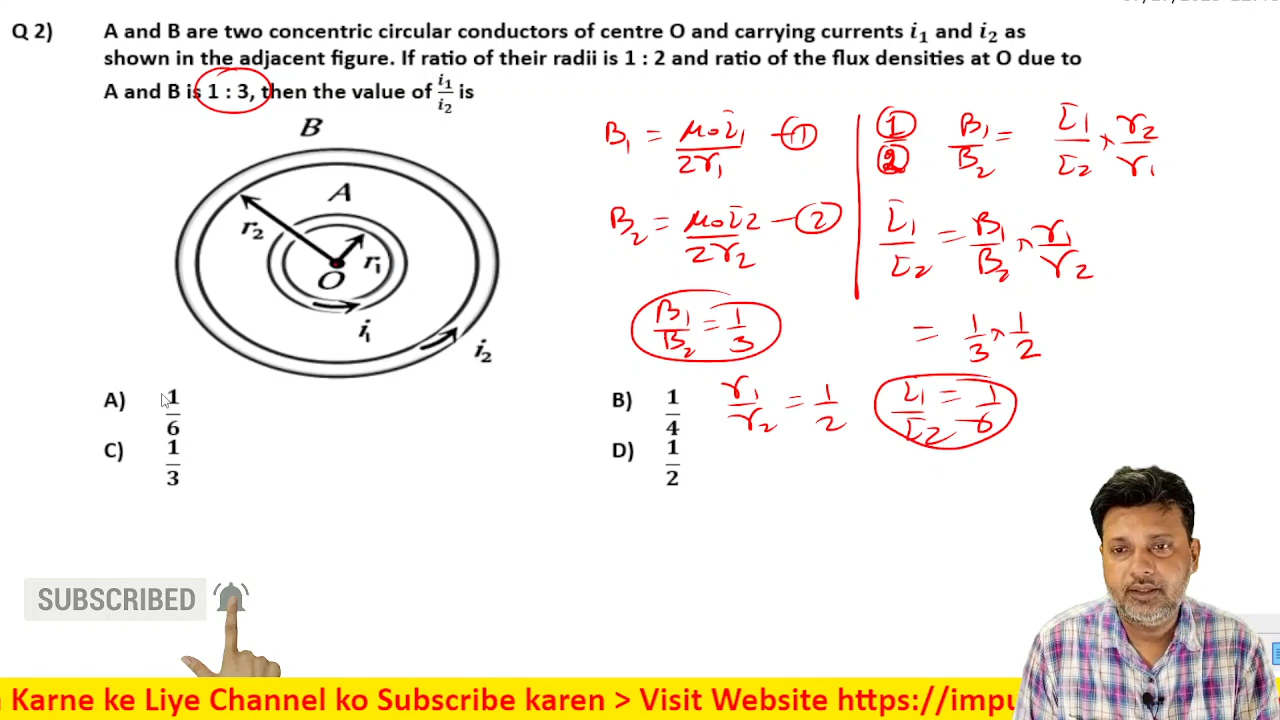 Q 2) A and B are two concentric circular conductors of centre O and carrying currents i₁ and i₂ as
shown in the adjacent figure. If ratio of their radii is 1 : 2 and ratio of the flux densities at O due to
A and B is 1 : 3, then the value of i₁/i₂ is
B
A
r₂
r₁
O
i₁
i₂
B₁ = μ₀i₁/2r₁ —①
B₂ = μ₀i₂/2r₂ —②
B₁/B₂ = 1/3
r₁/r₂ = 1/2
①/② B₁/B₂ = I₁/I₂ × r₂/r₁
I₁/I₂ = B₁/B₂ × r₁/r₂
= 1/3 × 1/2
I₁/I₂ = 1/6
A) 1/6 B) 1/4
C) 1/3 D) 1/2
SUBSCRIBED
Karne ke Liye Channel ko Subscribe karen > Visit Website https://impu